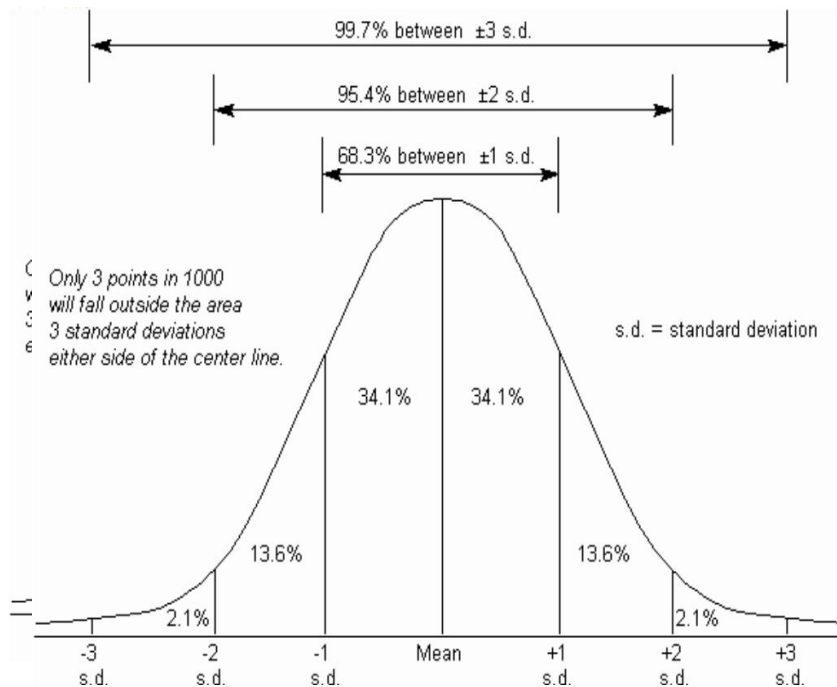 99.7% between ±3 s.d.
95.4% between ±2 s.d.
68.3% between ±1 s.d.
Only 3 points in 1000
will fall outside the area
3 standard deviations
either side of the center line.
s.d. = standard deviation
34.1% 34.1%
13.6% 13.6%
2.1% 2.1%
-3 -2 -1 Mean +1 +2 +3
s.d. s.d. s.d. s.d. s.d. s.d.